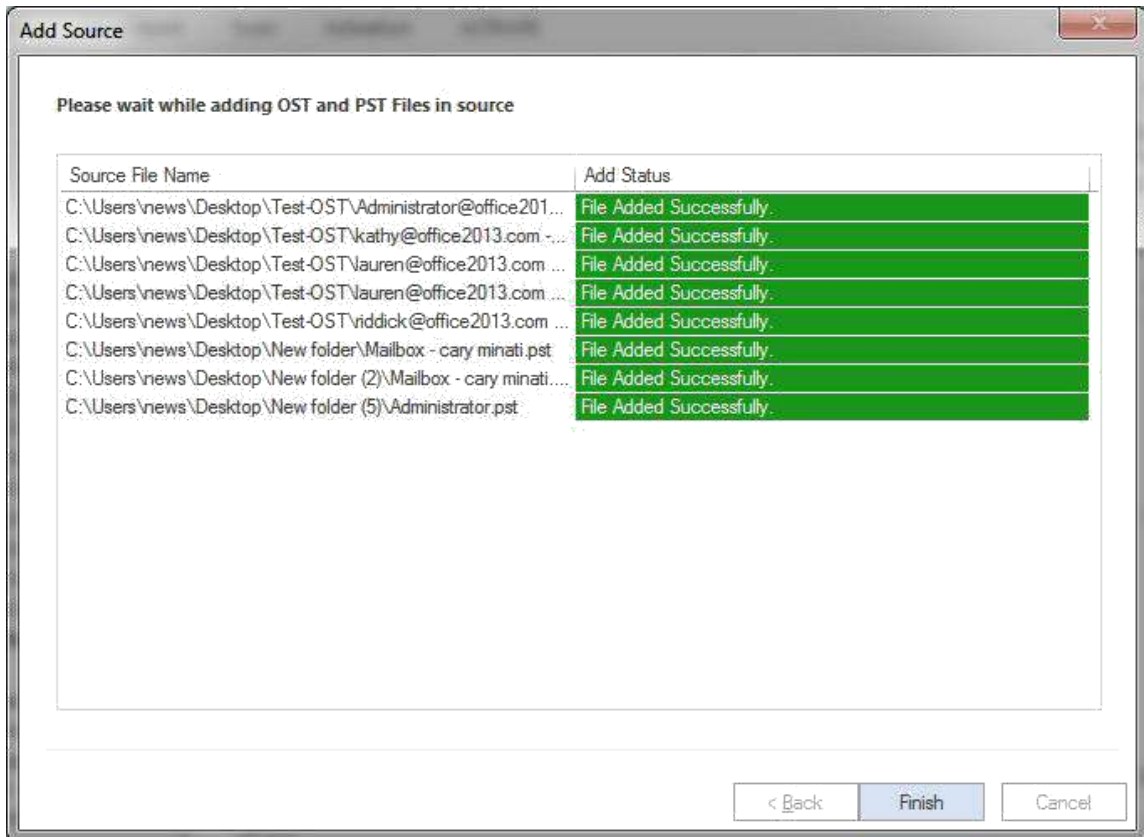 Add Source
Please wait while adding OST and PST Files in source
Source File Name Add Status
C:\Users\news\Desktop\Test-OST\Administrator@office201... File Added Successfully.
C:\Users\news\Desktop\Test-OST\kathy@office2013.com -... File Added Successfully.
C:\Users\news\Desktop\Test-OST\lauren@office2013.com ... File Added Successfully.
C:\Users\news\Desktop\Test-OST\lauren@office2013.com ... File Added Successfully.
C:\Users\news\Desktop\Test-OST\riddick@office2013.com ... File Added Successfully.
C:\Users\news\Desktop\New folder\Mailbox - cary minati.pst File Added Successfully.
C:\Users\news\Desktop\New folder (2)\Mailbox - cary minati.... File Added Successfully.
C:\Users\news\Desktop\New folder (5)\Administrator.pst File Added Successfully.
< Back Finish Cancel